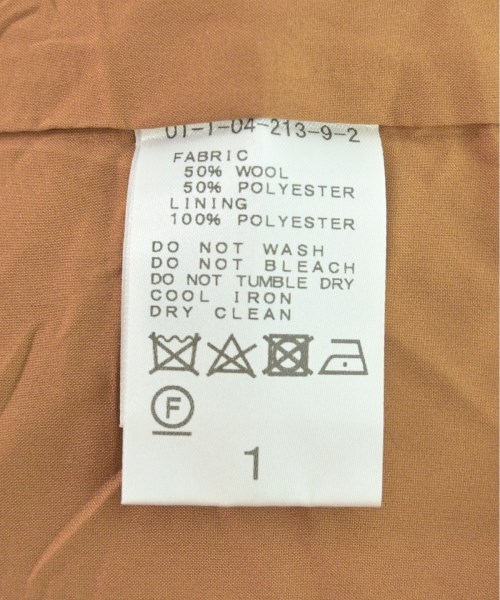 01-1-04-213-9-2
FABRIC
50% WOOL
50% POLYESTER
LINING
100% POLYESTER
DO NOT WASH
DO NOT BLEACH
DO NOT TUMBLE DRY
COOL IRON
DRY CLEAN
F
1